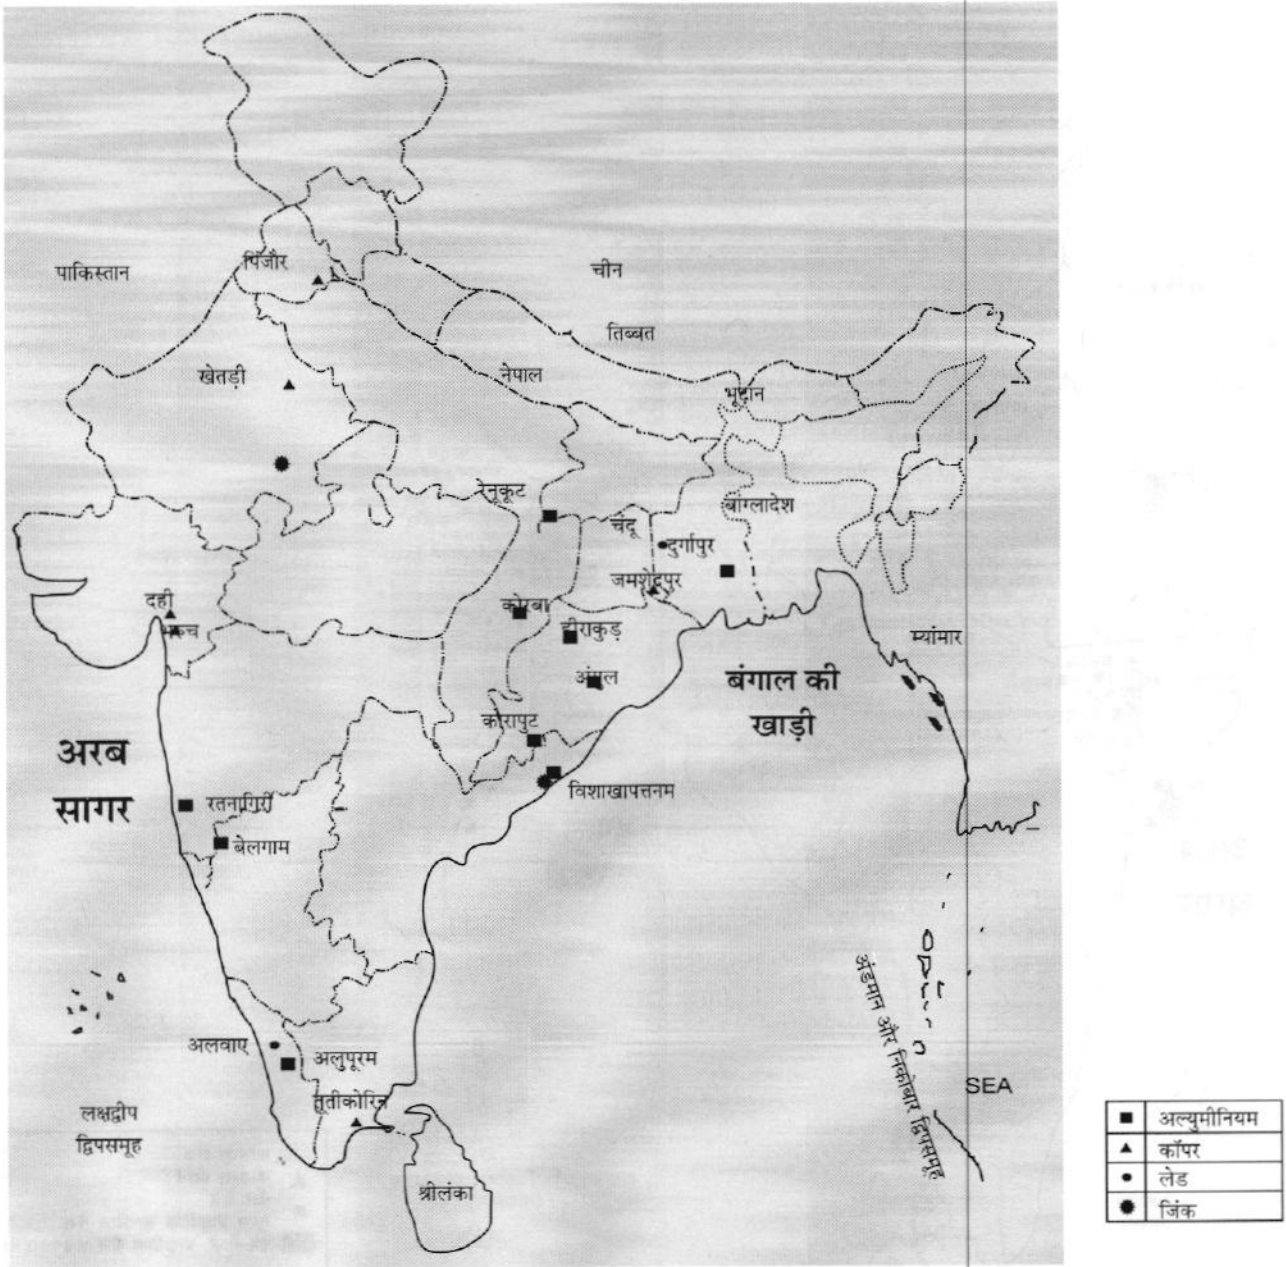 पिंजौर
पाकिस्तान
चीन
तिब्बत
नेपाल
खेतड़ी
भूटान
रेनूकूट
बांग्लादेश
चंदू
दुर्गापुर
जमशेदपुर
दही
कोरबा
हीराकुड़
म्यांमार
अंगुल
बंगाल की
खाड़ी
कोरापुट
अरब
सागर
विशाखापत्तनम
रतनागिरी
बेलगाम
अलवाए
अलुपूरम
तूतीकोरिन
अंडमान और निकोबार द्विपसमूह
SEA
लक्षद्वीप
द्विपसमूह
श्रीलंका
अल्युमीनियम
कॉपर
लेड
जिंक